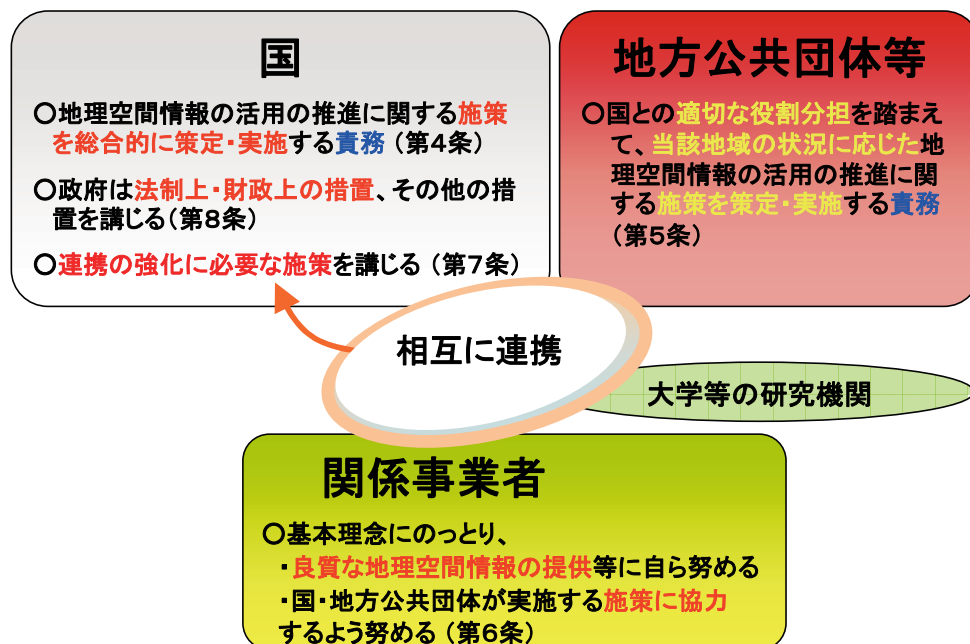 国
〇地理空間情報の活用の推進に関する施策
を総合的に策定・実施する責務（第4条）
〇政府は法制上・財政上の措置、その他の措
置を講じる（第8条）
〇連携の強化に必要な施策を講じる（第7条）
地方公共団体等
〇国との適切な役割分担を踏まえ
て、当該地域の状況に応じた地
理空間情報の活用の推進に関
する施策を策定・実施する責務
（第5条）
相互に連携
大学等の研究機関
関係事業者
〇基本理念にのっとり、
・良質な地理空間情報の提供等に自ら努める
・国・地方公共団体が実施する施策に協力
するよう努める（第6条）